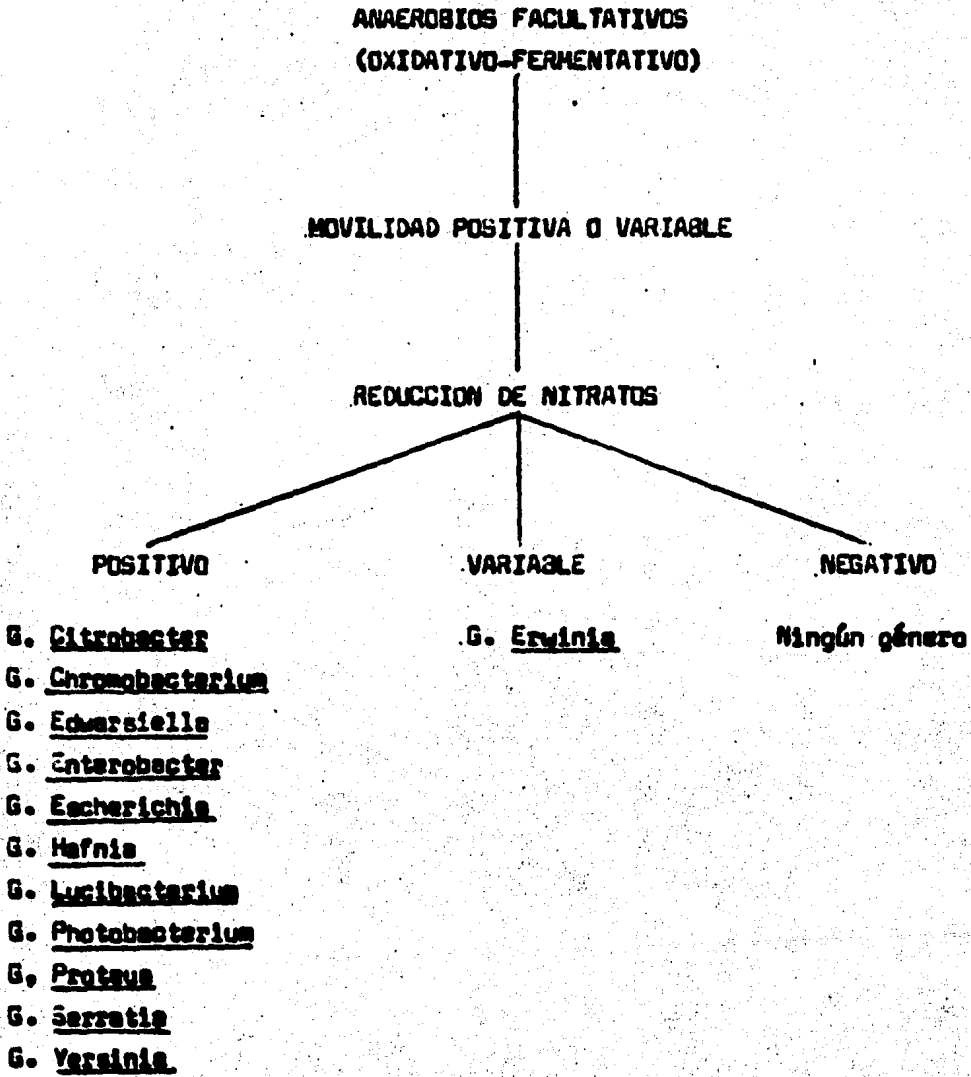 ANAEROBIOS FACULTATIVOS
(OXIDATIVO-FERMENTATIVO)
MOVILIDAD POSITIVA O VARIABLE
REDUCCION DE NITRATOS
POSITIVO VARIABLE NEGATIVO
G. Citrobacter G. Erwinia Ningún género
G. Chromobacterium
G. Edwarsiella
G. Enterobacter
G. Escherichia
G. Hafnia
G. Lucibacterium
G. Photobacterium
G. Proteus
G. Serratia
G. Yersinia